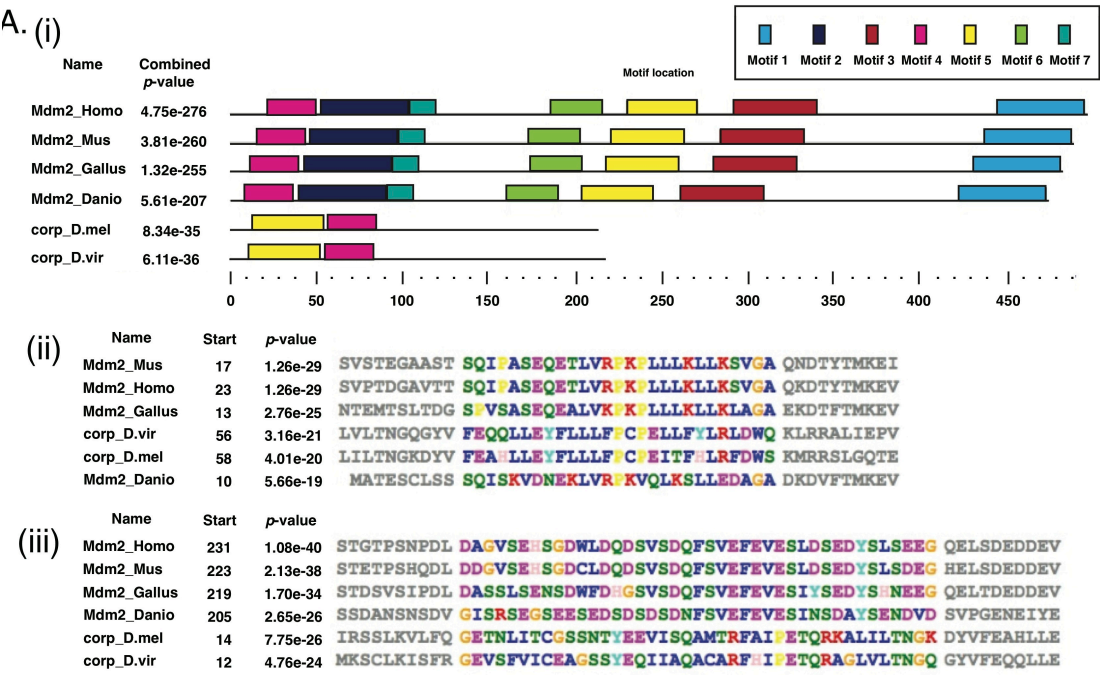 A. (i)
Motif 1 Motif 2 Motif 3 Motif 4 Motif 5 Motif 6 Motif 7
Name Combined p-value Motif location
Mdm2_Homo 4.75e-276
Mdm2_Mus 3.81e-260
Mdm2_Gallus 1.32e-255
Mdm2_Danio 5.61e-207
corp_D.mel 8.34e-35
corp_D.vir 6.11e-36
0 50 100 150 200 250 300 350 400 450
(ii)
Name Start p-value
Mdm2_Mus 17 1.26e-29 SVSTEGAAST SQIPASEQETLVRPKPLLLKLLKSVGA QNDTYTMKEI
Mdm2_Homo 23 1.26e-29 SVPTDGAVTT SQIPASEQETLVRPKPLLLKLLKSVGA QKDTYTMKEV
Mdm2_Gallus 13 2.76e-25 NTEMTSLTDG SPVSASEQEALVKPKPLLLKLLKLAGA EKDTFTMKEV
corp_D.vir 56 3.16e-21 LVLTNGQGYV FEQQLLEYFLLLFPCPELLFYLRLDWQ KLRRALIEPV
corp_D.mel 58 4.01e-20 LILTNGKDYV FEAHLLEYFLLLFPCPEITFHLRFDWS KMRRSLGQTE
Mdm2_Danio 10 5.66e-19 MATESCLSS SQISKVDNEKLVRPKVQLKSLLEDAGA DKDVFTMKEV
(iii)
Name Start p-value
Mdm2_Homo 231 1.08e-40 STGTPSNPDL DAGVSEHSGDWLDQDSVSDQFSVEFEVESLDSEDYSLSEEG QELSDEDDEV
Mdm2_Mus 223 2.13e-38 STETPSHQDL DDGVSEHSGDCLDQDSVSDQFSVEFEVESLDSEDYSLSDEG HELSDEDDEV
Mdm2_Gallus 219 1.70e-34 STDSVSIPDL DASSLSENSDWFDHGSVSDQFSVEFEVESIYSEDYSHNEEG QELTDEDDEV
Mdm2_Danio 205 2.65e-26 SSDANSNSDV GISRSEGSEESEDSDSDSDNFSVEFEVESINSDAYSENDVD SVPGENEIYE
corp_D.mel 14 7.75e-26 IRSSLKVLFQ GETNLITCGSSNTYEEVISQAMTRFAIPETQRKALILTNGK DYVFEAHLLE
corp_D.vir 12 4.76e-24 MKSCLKISFR GEVSFVICEAGSSYEQIIAQACARFHIPETQRAGLVLTNGQ GYVFEQQLLE